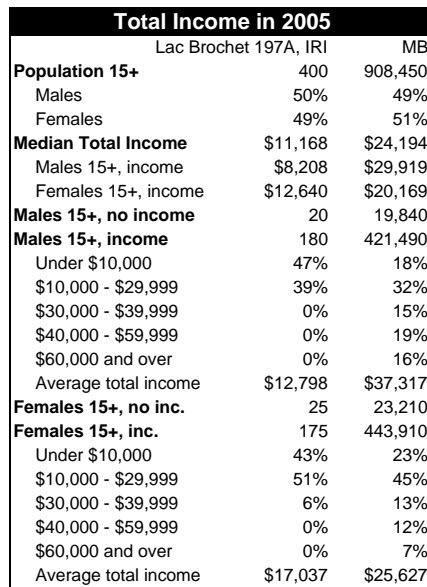 Total Income in 2005
Lac Brochet 197A, IRI MB
Population 15+ 400 908,450
Males 50% 49%
Females 49% 51%
Median Total Income $11,168 $24,194
Males 15+, income $8,208 $29,919
Females 15+, income $12,640 $20,169
Males 15+, no income 20 19,840
Males 15+, income 180 421,490
Under $10,000 47% 18%
$10,000 - $29,999 39% 32%
$30,000 - $39,999 0% 15%
$40,000 - $59,999 0% 19%
$60,000 and over 0% 16%
Average total income $12,798 $37,317
Females 15+, no inc. 25 23,210
Females 15+, inc. 175 443,910
Under $10,000 43% 23%
$10,000 - $29,999 51% 45%
$30,000 - $39,999 6% 13%
$40,000 - $59,999 0% 12%
$60,000 and over 0% 7%
Average total income $17,037 $25,627